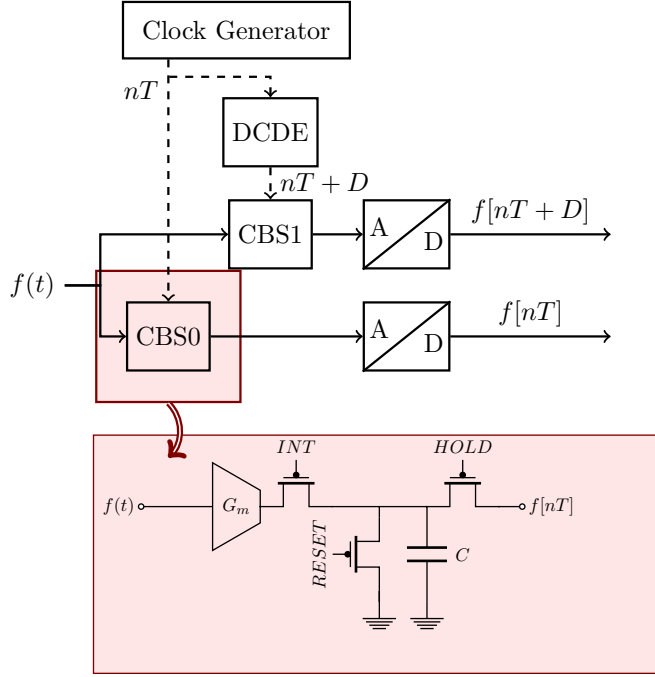 Clock Generator
nT
DCDE
nT + D
CBS1
A
D
f[nT + D]
f(t)
CBS0
A
D
f[nT]
INT
HOLD
f(t)
G_m
f[nT]
RESET
C